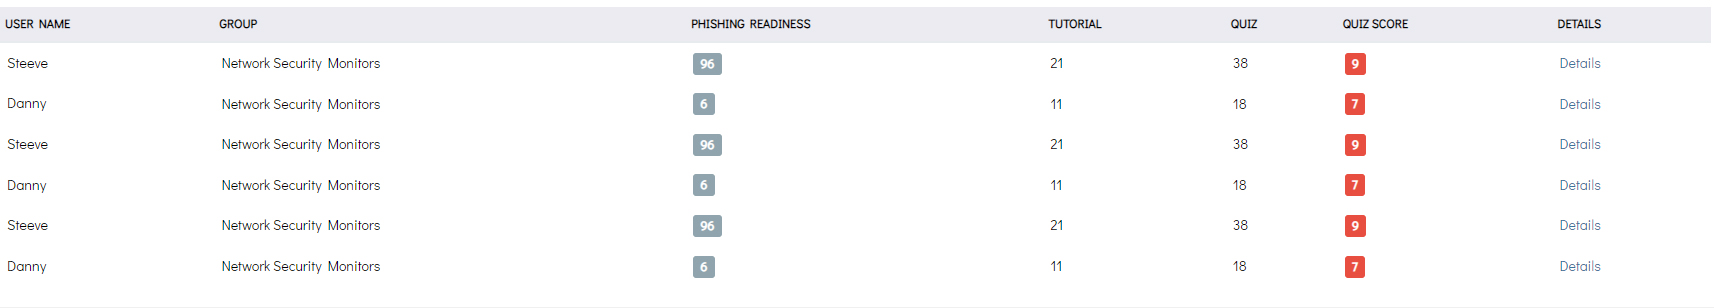 USER NAME GROUP PHISHING READINESS TUTORIAL QUIZ QUIZ SCORE DETAILS
Steeve Network Security Monitors 96 21 38 9 Details
Danny Network Security Monitors 6 11 18 7 Details
Steeve Network Security Monitors 96 21 38 9 Details
Danny Network Security Monitors 6 11 18 7 Details
Steeve Network Security Monitors 96 21 38 9 Details
Danny Network Security Monitors 6 11 18 7 Details